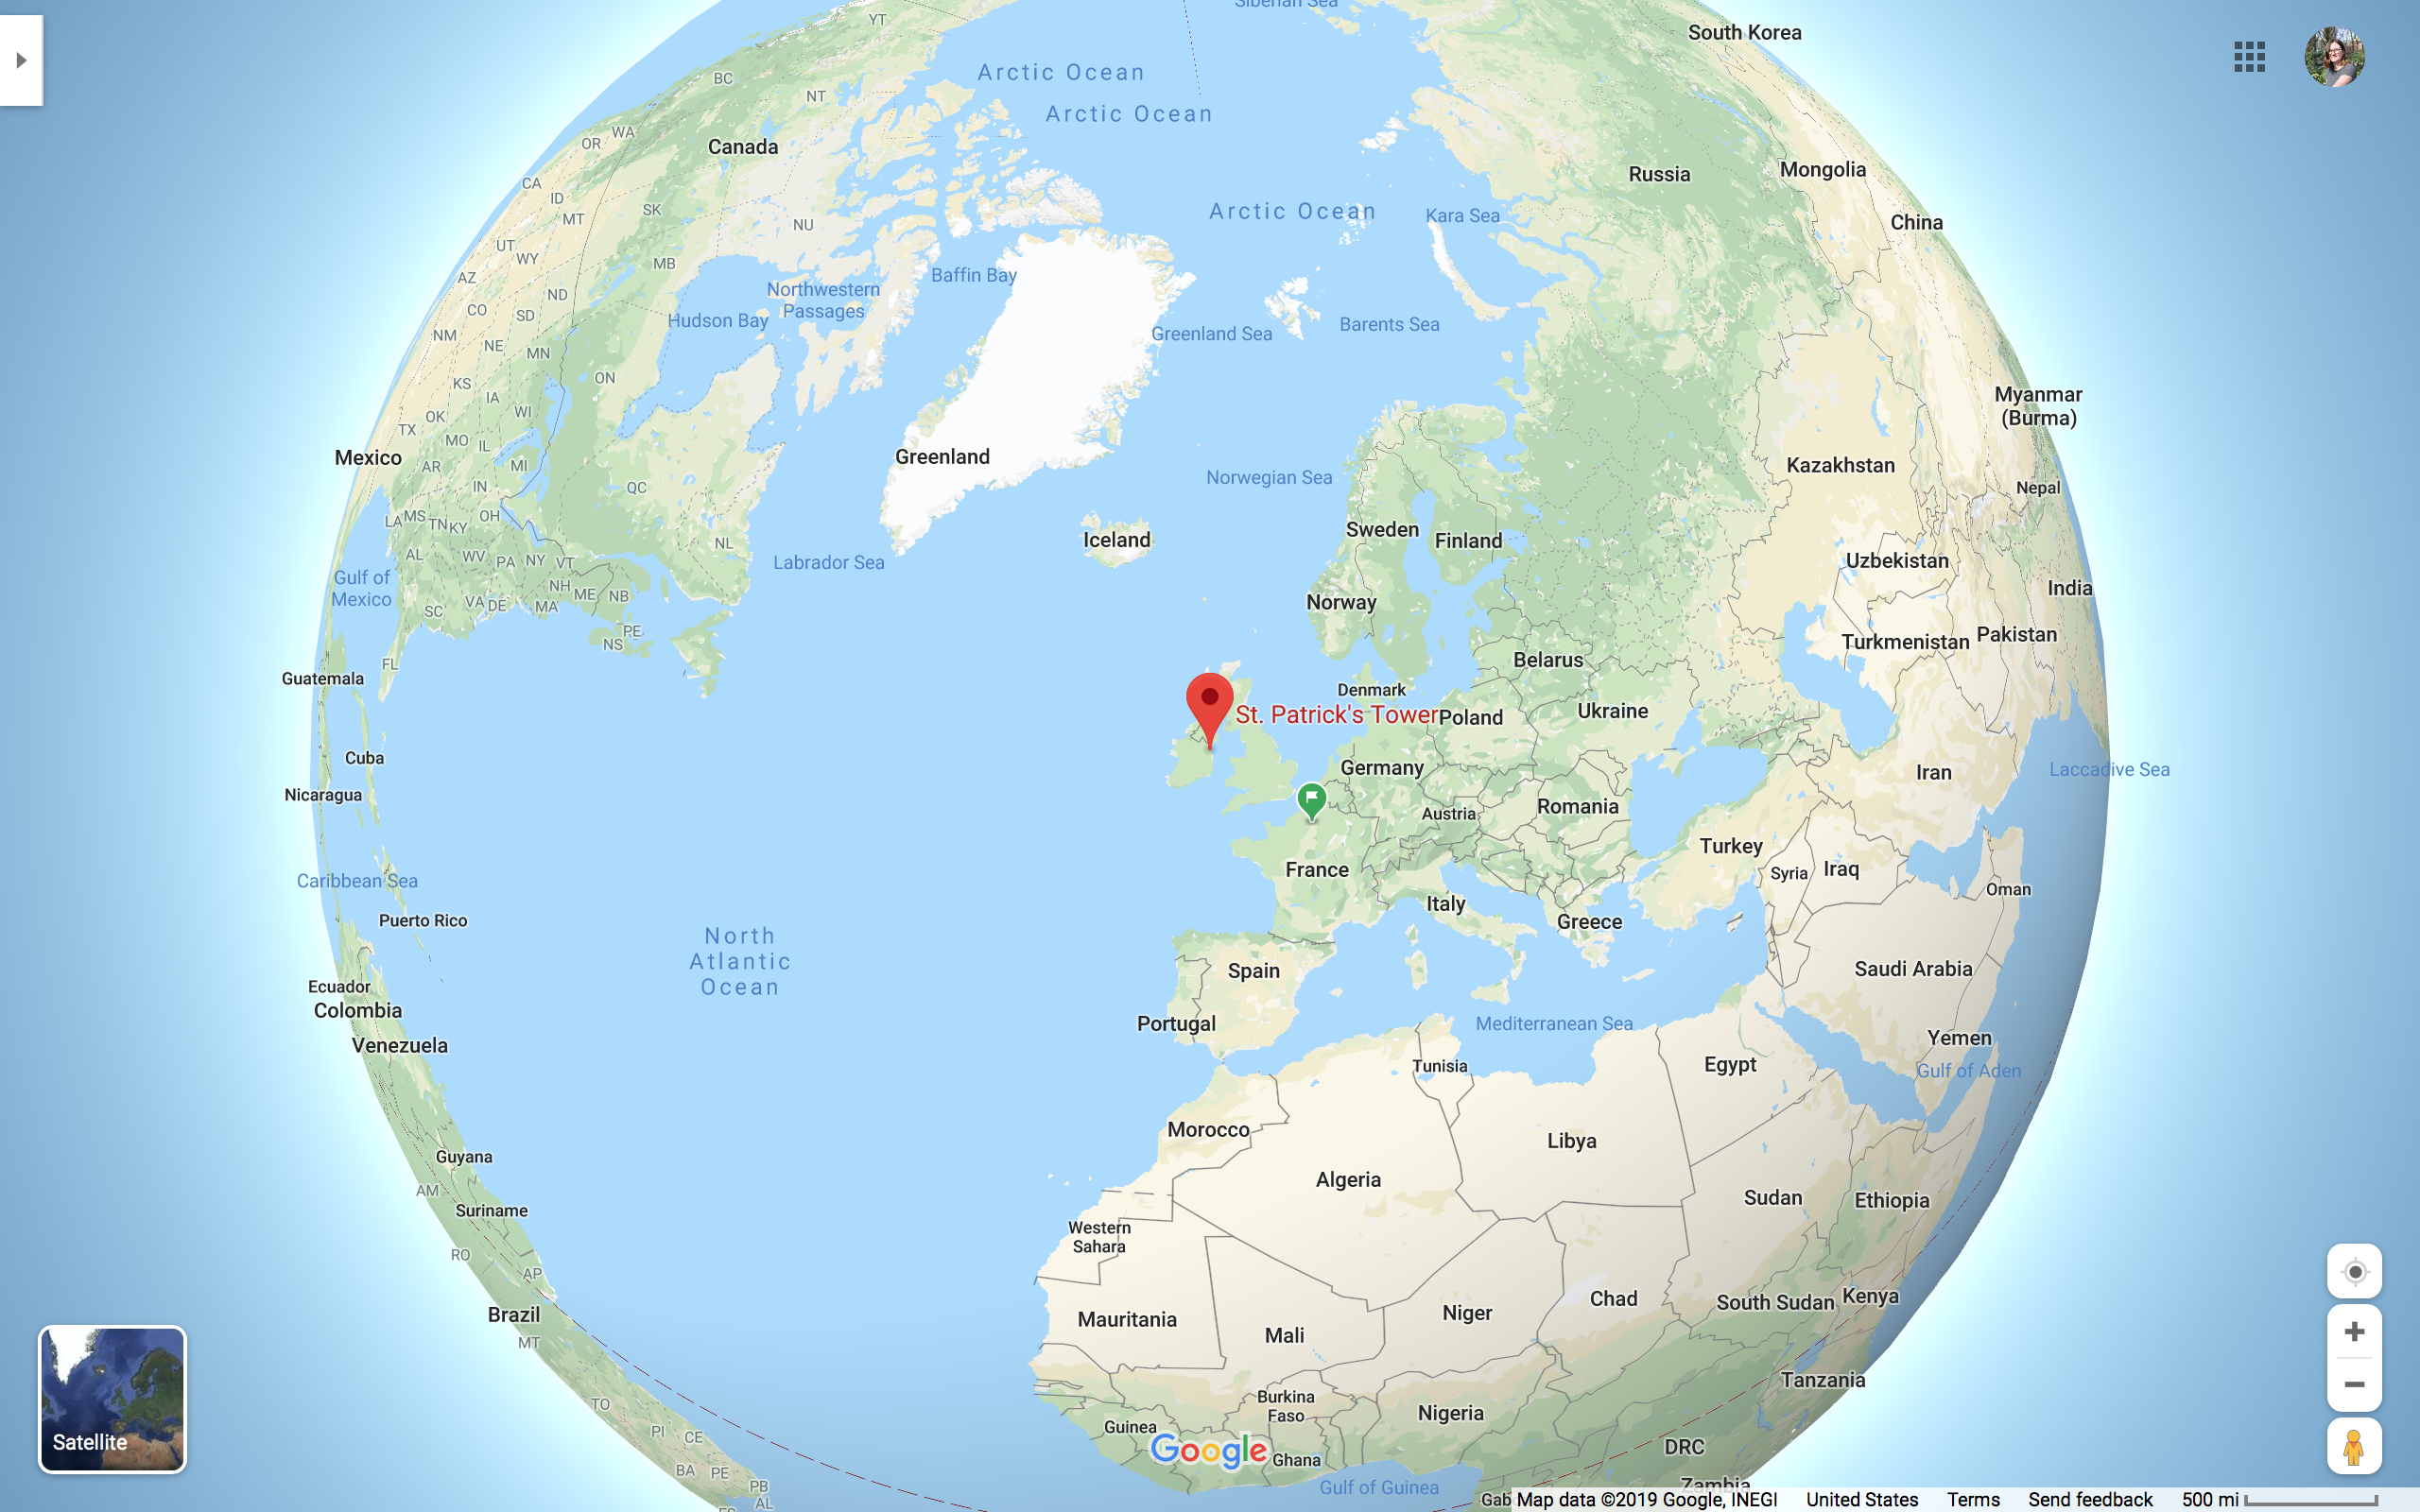 Siberian Sea
YT
South Korea
Arctic Ocean
BC
NT
Arctic Ocean
WA
OR
Canada
Mongolia
Russia
CA
ID
MT
SK
Arctic Ocean
Kara Sea
China
NU
UT
WY
MB
AZ
Baffin Bay
Northwestern
Passages
ND
CO
SD
Hudson Bay
Greenland Sea
Barents Sea
NM
NE
MN
ON
KS
IA
WI
Myanmar
(Burma)
OK
TX
MO
IL
Mexico
AR
MI
Greenland
Kazakhstan
Norwegian Sea
IN
QC
Nepal
LA
MS
TN
KY
OH
Sweden
Finland
Iceland
NL
AL
WV
PA
NY
VT
Labrador Sea
Uzbekistan
Gulf of
Mexico
NH
ME
NB
India
SC
VA
DE
MA
Norway
PE
NS
Turkmenistan
Pakistan
FL
Belarus
Guatemala
Denmark
St. Patrick's Tower
Poland
Ukraine
Cuba
Germany
Iran
Laccadive Sea
Nicaragua
Romania
Austria
Turkey
France
Syria
Iraq
Caribbean Sea
Oman
Italy
Puerto Rico
Greece
North
Atlantic
Ocean
Spain
Saudi Arabia
Ecuador
Colombia
Portugal
Mediterranean Sea
Yemen
Venezuela
Tunisia
Egypt
Gulf of Aden
Morocco
Libya
Guyana
Algeria
AM
Sudan
Ethiopia
Suriname
Western
Sahara
RO
AP
Kenya
Chad
South Sudan
Brazil
Mauritania
Niger
Mali
MT
Tanzania
TO
Burkina
Faso
Nigeria
PI
CE
Guinea
Satellite
DRC
Google
Ghana
BA
PE
PB
AL
Gulf of Guinea
Zambia
Gab
Map data ©2019 Google, INEGI United States Terms Send feedback 500 mi